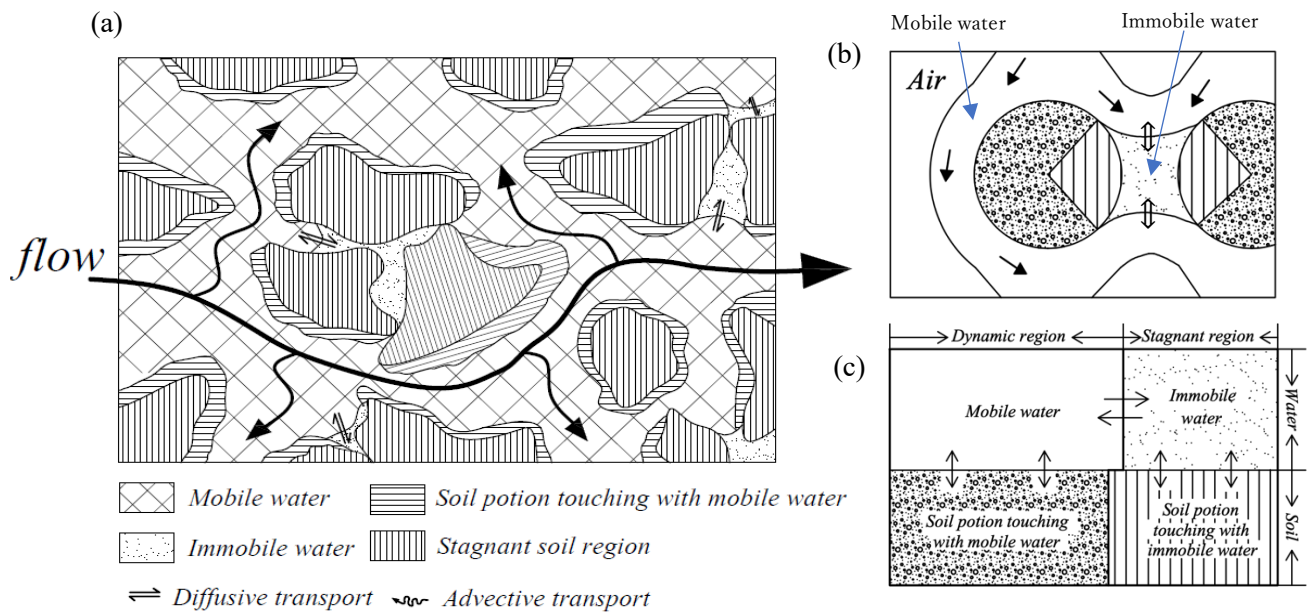 (a)
flow
Mobile water
Soil potion touching with mobile water
Immobile water
Stagnant soil region
Diffusive transport
Advective transport
Mobile water
Immobile water
(b)
Air
Dynamic region
Stagnant region
(c)
Mobile water
Immobile
water
Water
Soil potion touching
with mobile water
Soil potion
touching with
immobile water
Soil